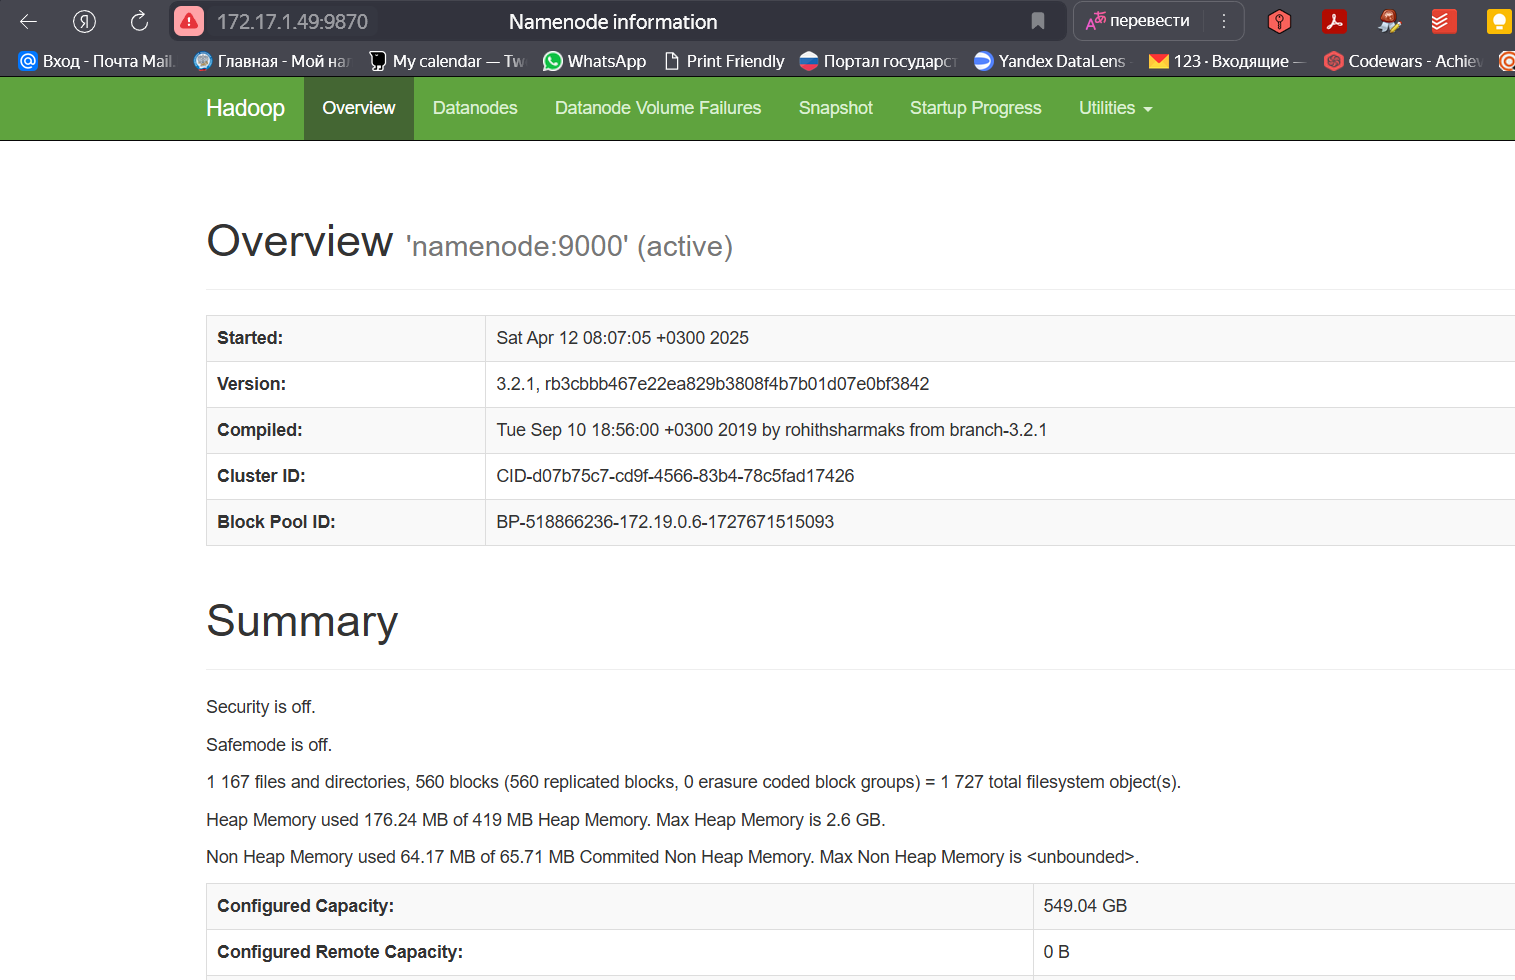 172.17.1.49:9870 Namenode information перевести
Вход - Почта Mail. Главная - Мой нал My calendar — Tw WhatsApp Print Friendly Портал государст Yandex DataLens 123 · Входящие — Codewars - Achiev
Hadoop Overview Datanodes Datanode Volume Failures Snapshot Startup Progress Utilities
Overview 'namenode:9000' (active)
Started: Sat Apr 12 08:07:05 +0300 2025
Version: 3.2.1, rb3cbbb467e22ea829b3808f4b7b01d07e0bf3842
Compiled: Tue Sep 10 18:56:00 +0300 2019 by rohithsharmaks from branch-3.2.1
Cluster ID: CID-d07b75c7-cd9f-4566-83b4-78c5fad17426
Block Pool ID: BP-518866236-172.19.0.6-1727671515093
Summary
Security is off.
Safemode is off.
1 167 files and directories, 560 blocks (560 replicated blocks, 0 erasure coded block groups) = 1 727 total filesystem object(s).
Heap Memory used 176.24 MB of 419 MB Heap Memory. Max Heap Memory is 2.6 GB.
Non Heap Memory used 64.17 MB of 65.71 MB Commited Non Heap Memory. Max Non Heap Memory is <unbounded>.
Configured Capacity: 549.04 GB
Configured Remote Capacity: 0 B